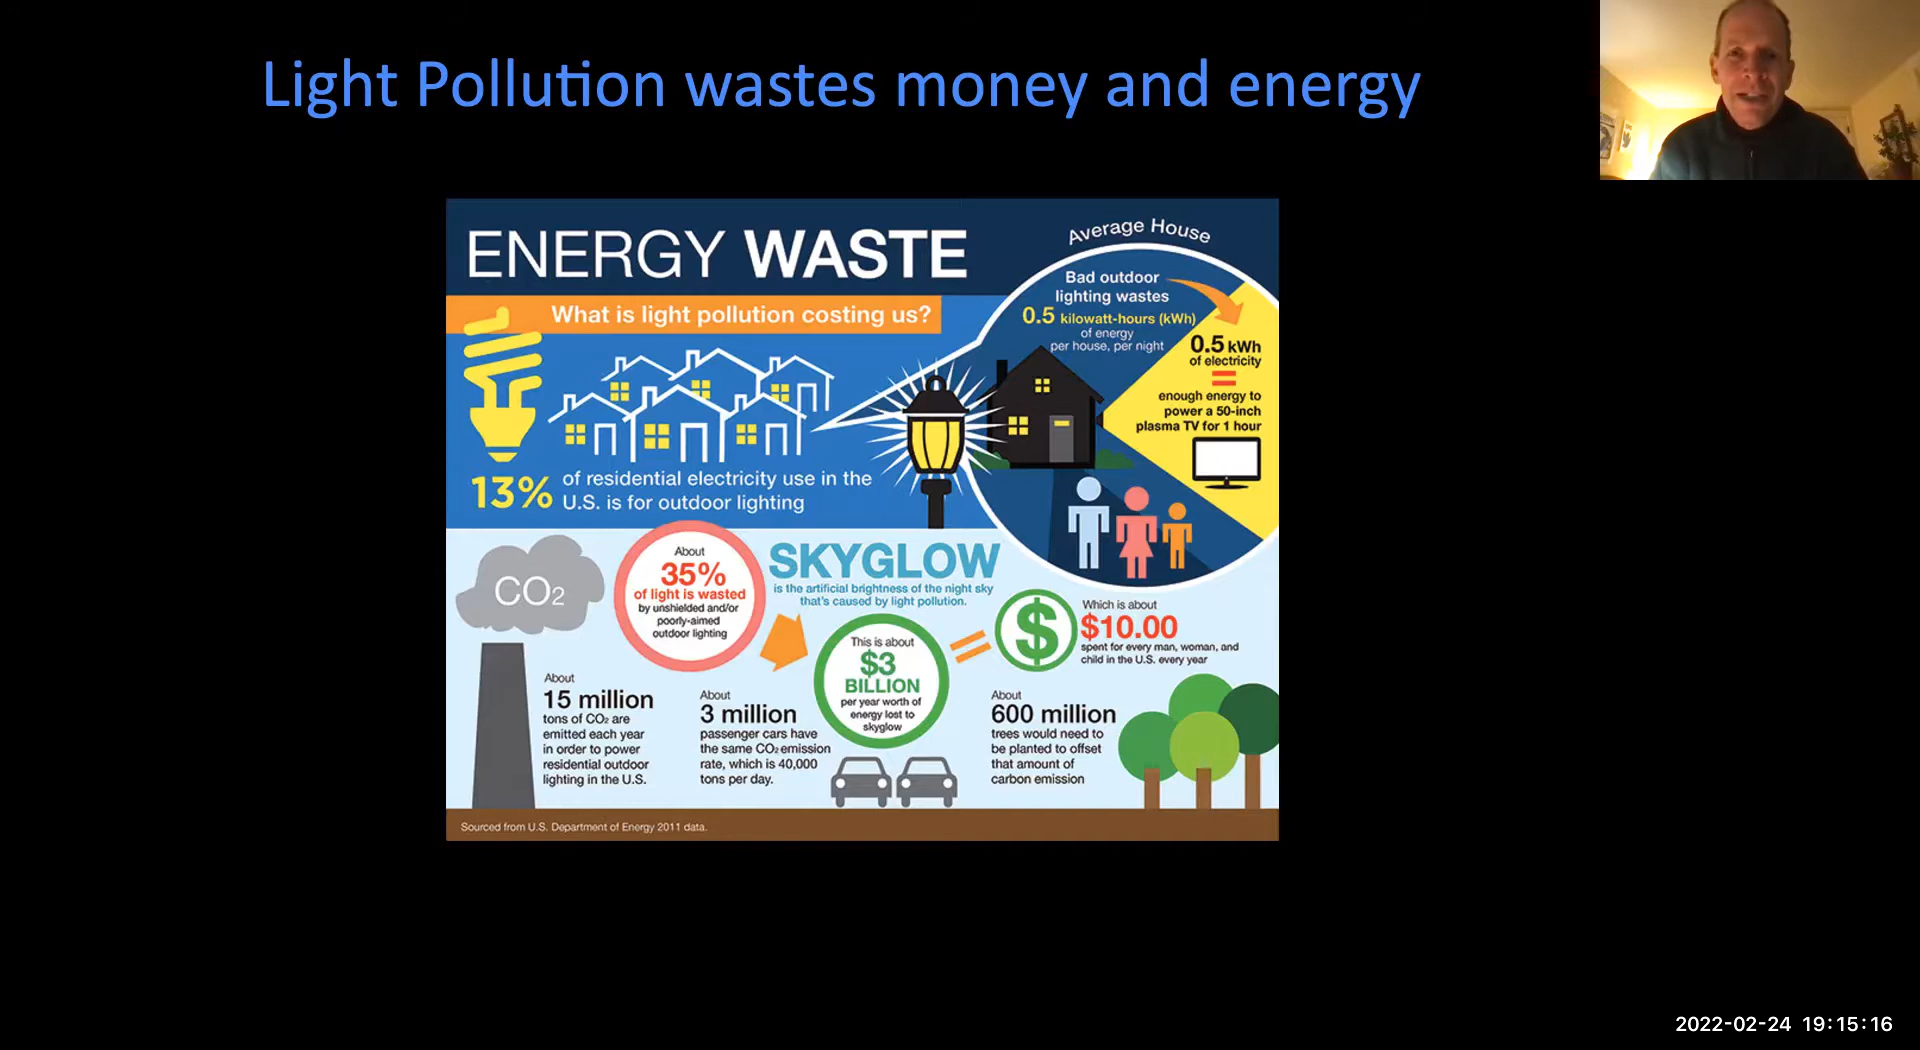 Light Pollution wastes money and energy
ENERGY WASTE
What is light pollution costing us?
13%
of residential electricity use in the
U.S. is for outdoor lighting
Average House
Bad outdoor
lighting wastes
0.5 kilowatt-hours (kWh)
of energy
per house, per night
0.5 kWh
of electricity
=
enough energy to
power a 50-inch
plasma TV for 1 hour
CO₂
About
35%
of light is wasted
by unshielded and/or
poorly-aimed
outdoor lighting
SKYGLOW
is the artificial brightness of the night sky
that's caused by light pollution.
This is about
$3
BILLION
per year worth of
energy lost to
skyglow
=
$
Which is about
$10.00
spent for every man, woman, and
child in the U.S. every year
About
15 million
tons of CO₂ are
emitted each year
in order to power
residential outdoor
lighting in the U.S.
About
3 million
passenger cars have
the same CO₂ emission
rate, which is 40,000
tons per day.
About
600 million
trees would need to
be planted to offset
that amount of
carbon emission
Sourced from U.S. Department of Energy 2011 data.
2022-02-24 19:15:16